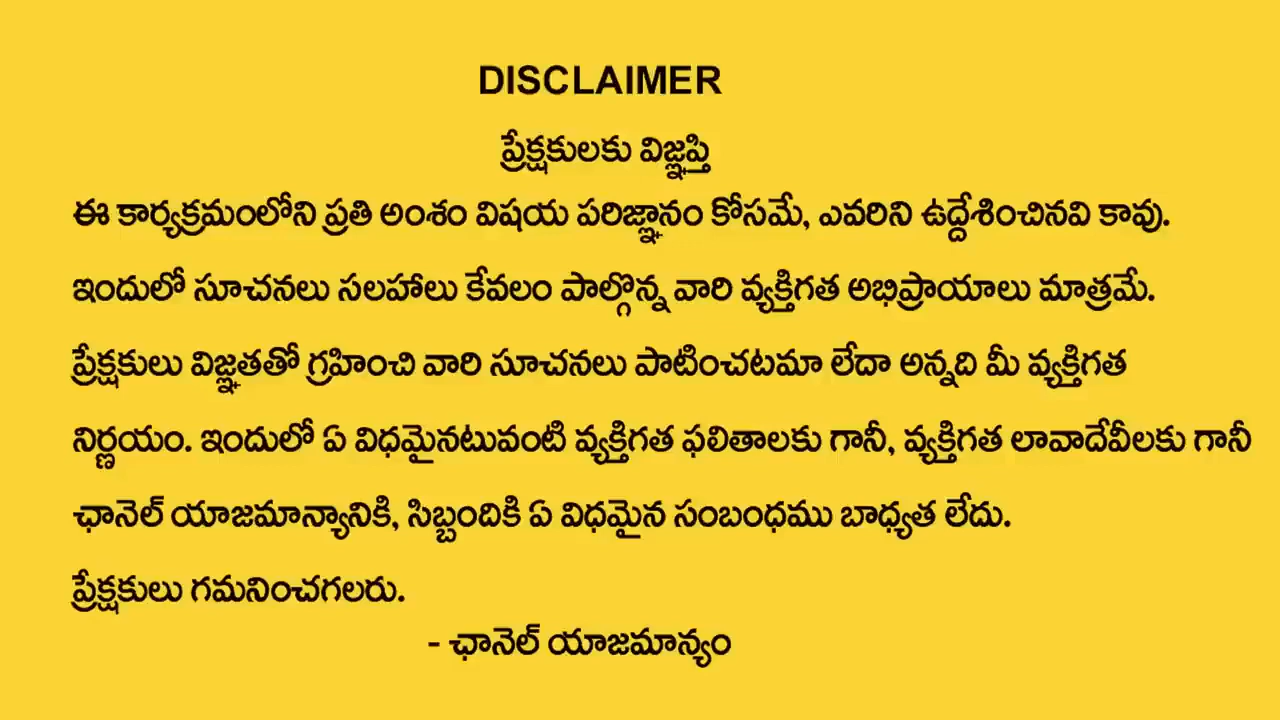 DISCLAIMER
ప్రేక్షకులకు విజ్ఞప్తి
ఈ కార్యక్రమంలోని ప్రతి అంశం విషయ పరిజ్ఞానం కోసమే, ఎవరిని ఉద్దేశించినవి కావు.
ఇందులో సూచనలు సలహాలు కేవలం పాల్గొన్న వారి వ్యక్తిగత అభిప్రాయాలు మాత్రమే.
ప్రేక్షకులు విజ్ఞతతో గ్రహించి వారి సూచనలు పాటించటమా లేదా అన్నది మీ వ్యక్తిగత
నిర్ణయం. ఇందులో ఏ విధమైనటువంటి వ్యక్తిగత ఫలితాలకు గానీ, వ్యక్తిగత లావాదేవీలకు గానీ
ఛానెల్ యాజమాన్యానికి, సిబ్బందికి ఏ విధమైన సంబంధము బాధ్యత లేదు.
ప్రేక్షకులు గమనించగలరు.
- ఛానెల్ యాజమాన్యం